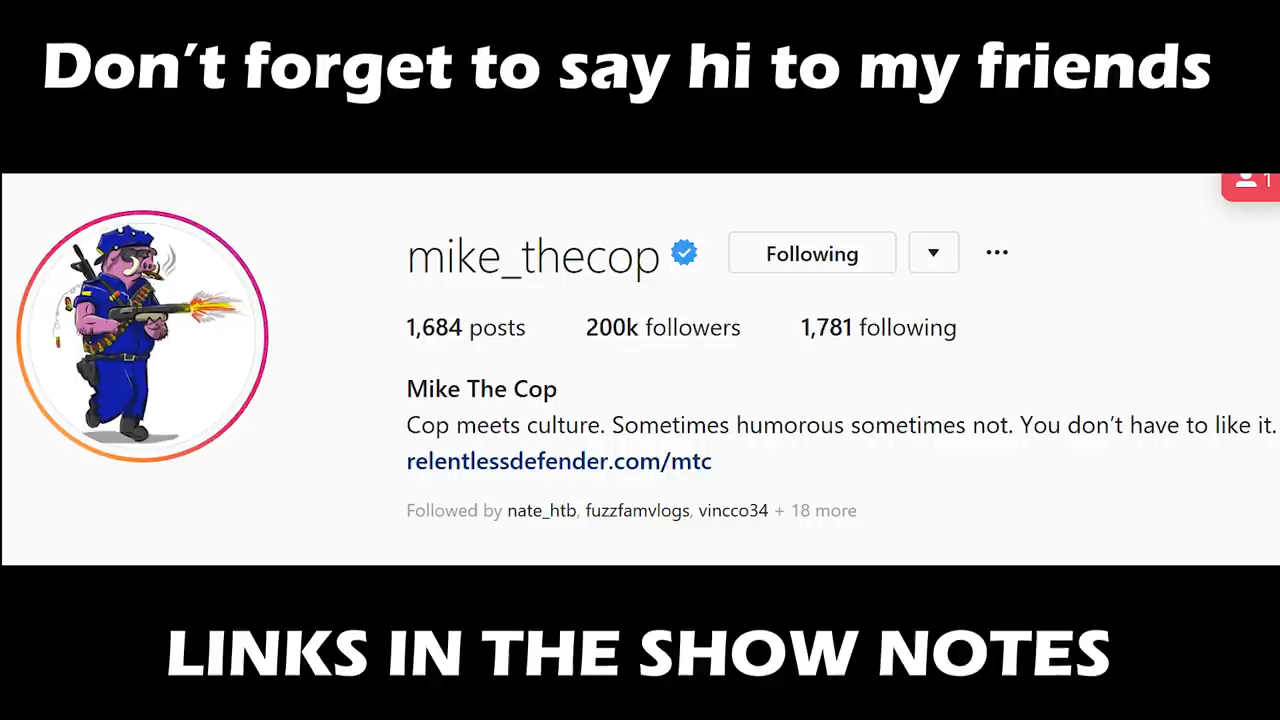 Don't forget to say hi to my friends
1
mike_thecop Following ▼ ...
1,684 posts 200k followers 1,781 following
Mike The Cop
Cop meets culture. Sometimes humorous sometimes not. You don't have to like it.
relentlessdefender.com/mtc
Followed by nate_htb, fuzzfamvlogs, vincco34 + 18 more
LINKS IN THE SHOW NOTES